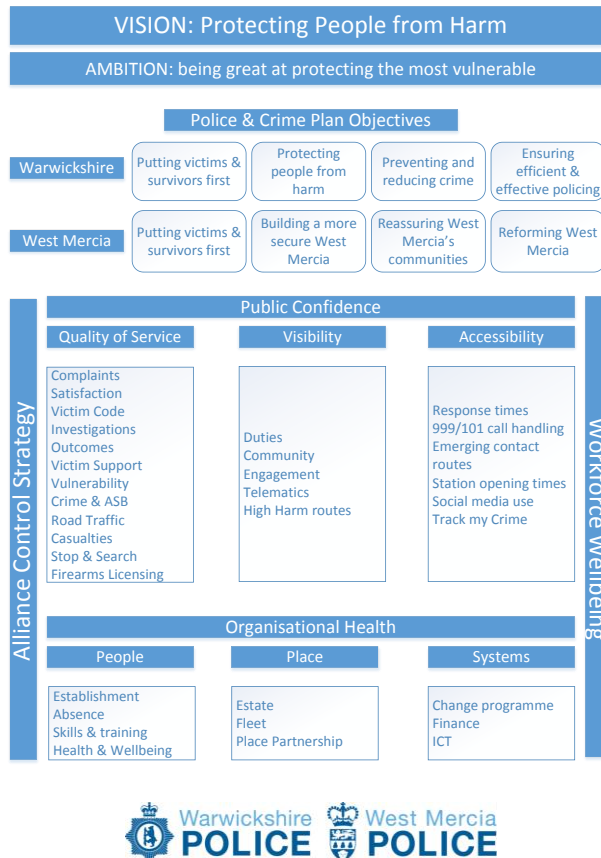 VISION: Protecting People from Harm
AMBITION: being great at protecting the most vulnerable
Police & Crime Plan Objectives
Warwickshire
Putting victims &
survivors first
Protecting
people from
harm
Preventing and
reducing crime
Ensuring
efficient &
effective policing
West Mercia
Putting victims &
survivors first
Building a more
secure West
Mercia
Reassuring West
Mercia's
communities
Reforming West
Mercia
Alliance Control Strategy
Public Confidence
Quality of Service
Complaints
Satisfaction
Victim Code
Investigations
Outcomes
Victim Support
Vulnerability
Crime & ASB
Road Traffic
Casualties
Stop & Search
Firearms Licensing
Visibility
Duties
Community
Engagement
Telematics
High Harm routes
Accessibility
Response times
999/101 call handling
Emerging contact
routes
Station opening times
Social media use
Track my Crime
Workforce Wellbeing
Organisational Health
People
Establishment
Absence
Skills & training
Health & Wellbeing
Place
Estate
Fleet
Place Partnership
Systems
Change programme
Finance
ICT
Warwickshire
POLICE
West Mercia
POLICE